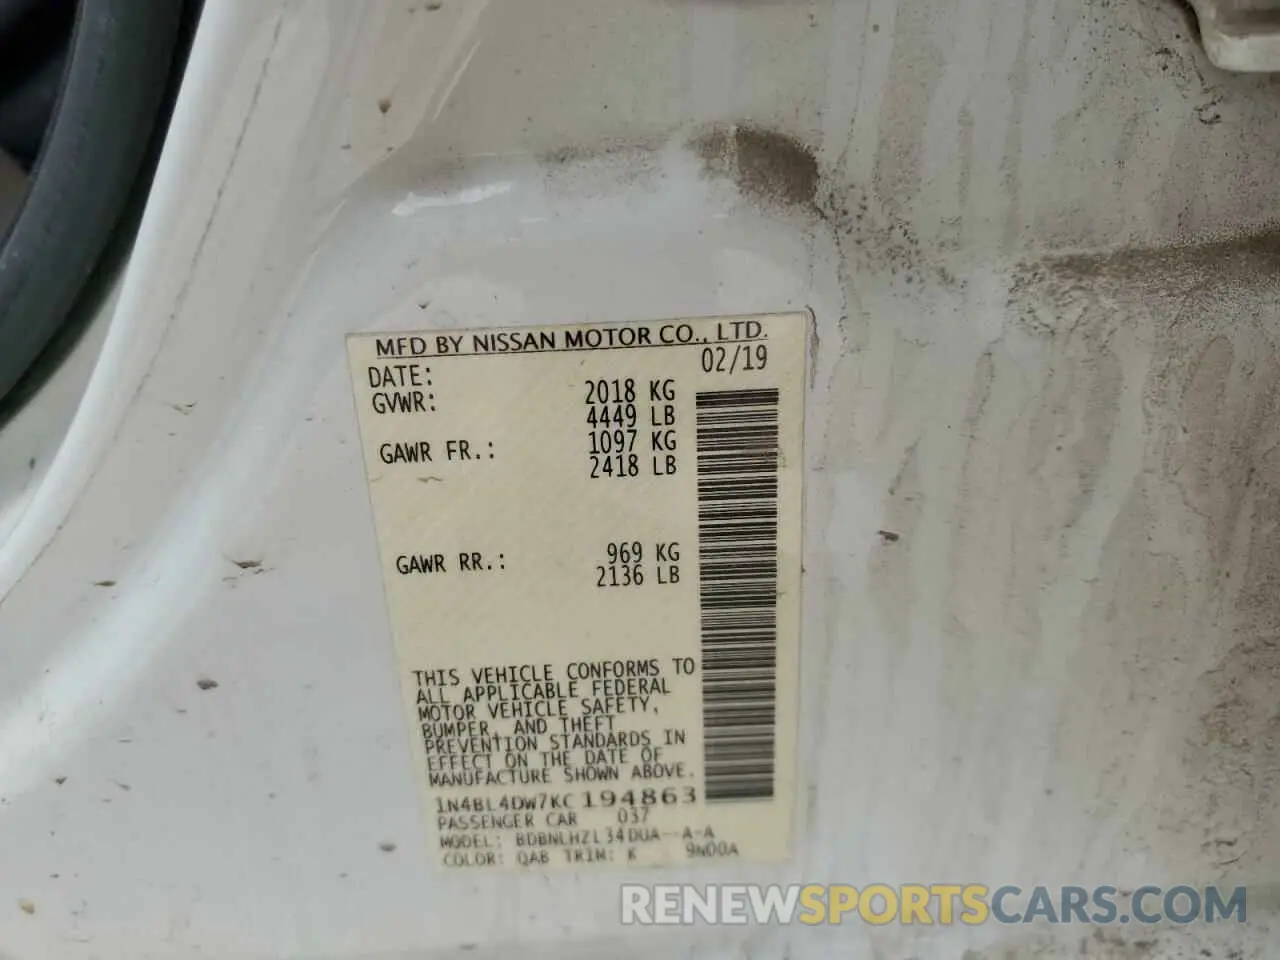 MFD BY NISSAN MOTOR CO., LTD.
DATE: 02/19
GVWR: 2018 KG
4449 LB
GAWR FR.: 1097 KG
2418 LB
GAWR RR.: 969 KG
2136 LB
THIS VEHICLE CONFORMS TO
ALL APPLICABLE FEDERAL
MOTOR VEHICLE SAFETY,
BUMPER, AND THEFT
PREVENTION STANDARDS IN
EFFECT ON THE DATE OF
MANUFACTURE SHOWN ABOVE.
1N4BL4DW7KC194863
PASSENGER CAR 037
MODEL: BDBNLHZL34DUA--A-A
COLOR: QAB TRIM: K 9N00A
RENEWSPORTSCARS.COM